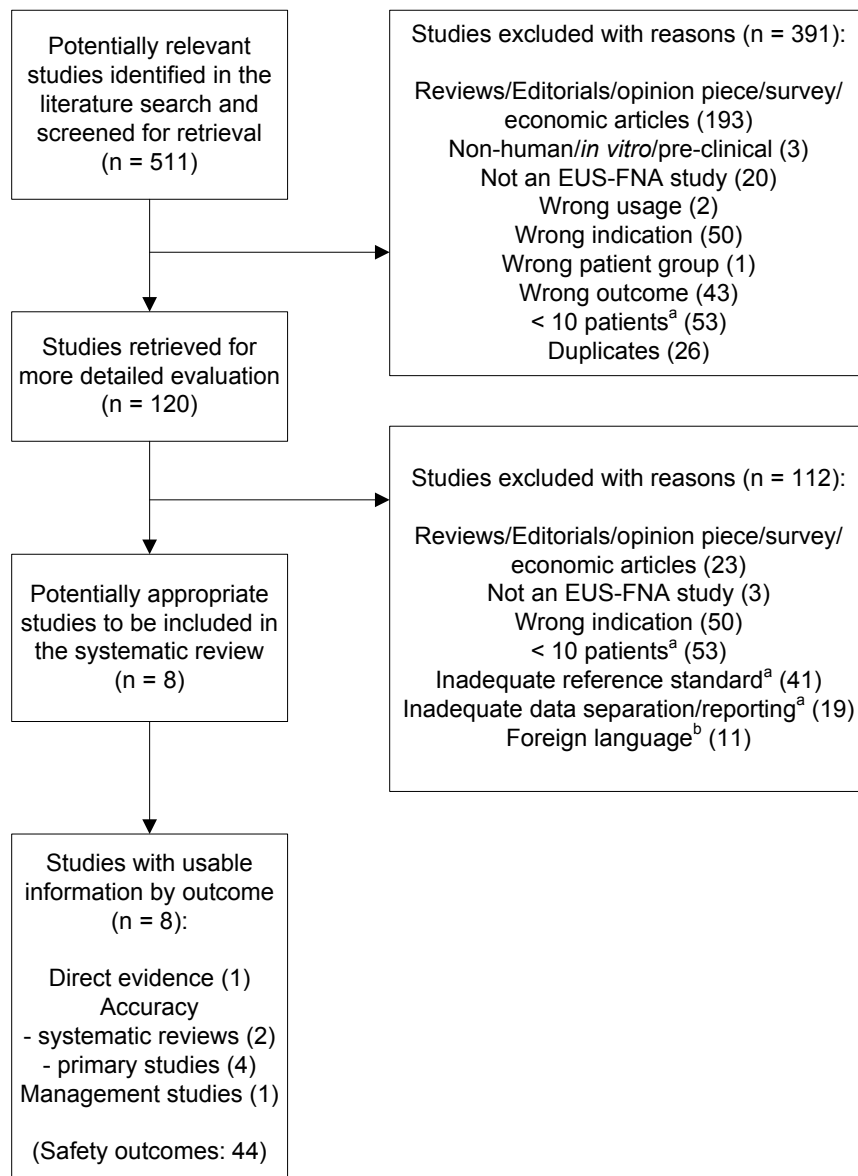 Potentially relevant
studies identified in the
literature search and
screened for retrieval
(n = 511)
Studies excluded with reasons (n = 391):
Reviews/Editorials/opinion piece/survey/
economic articles (193)
Non-human/in vitro/pre-clinical (3)
Not an EUS-FNA study (20)
Wrong usage (2)
Wrong indication (50)
Wrong patient group (1)
Wrong outcome (43)
< 10 patientsᵃ (53)
Duplicates (26)
Studies retrieved for
more detailed evaluation
(n = 120)
Studies excluded with reasons (n = 112):
Reviews/Editorials/opinion piece/survey/
economic articles (23)
Not an EUS-FNA study (3)
Wrong indication (50)
< 10 patientsᵃ (53)
Inadequate reference standardᵃ (41)
Inadequate data separation/reportingᵃ (19)
Foreign languageᵇ (11)
Potentially appropriate
studies to be included in
the systematic review
(n = 8)
Studies with usable
information by outcome
(n = 8):
Direct evidence (1)
Accuracy
- systematic reviews (2)
- primary studies (4)
Management studies (1)
(Safety outcomes: 44)